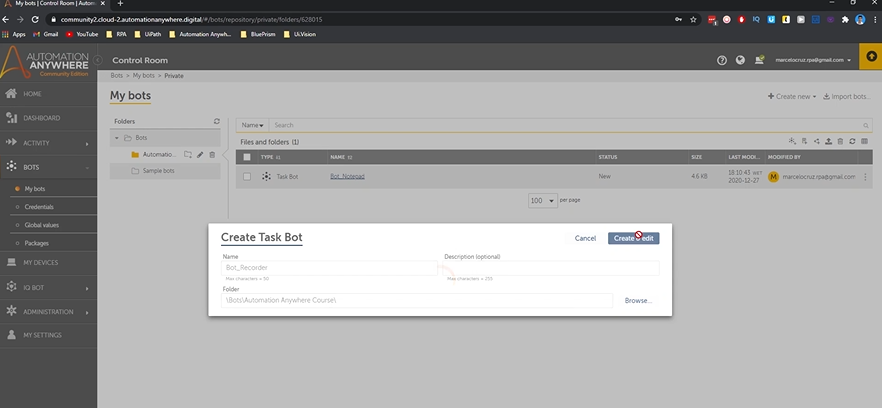 My bots | Control Room | Autom
community2.cloud-2.automationanywhere.digital/#/bots/repository/private/folders/628015
Apps
Gmail
YouTube
RPA
UiPath
Automation Anywh...
BluePrism
Ui.Vision
AUTOMATION
ANYWHERE
Community Edition
Control Room
marcelocruz.rpa@gmail.com
Bots > My bots > Private
HOME
DASHBOARD
ACTIVITY
BOTS
My bots
Credentials
Global values
Packages
MY DEVICES
IQ BOT
ADMINISTRATION
MY SETTINGS
My bots
Create new
Import bots...
Folders
Bots
Automatio...
Sample bots
Name
Search
Files and folders (1)
TYPE
NAME
STATUS
SIZE
LAST MODI...
MODIFIED BY
Task Bot
Bot_Notepad
New
4.6 KB
18:10:43 WET
2020-12-27
M
marcelocruz.rpa@gmail.com
100
per page
Create Task Bot
Cancel
Create & edit
Name
Description (optional)
Bot_Recorder
Max characters = 50
Max characters = 255
Folder
\Bots\Automation Anywhere Course\
Browse...